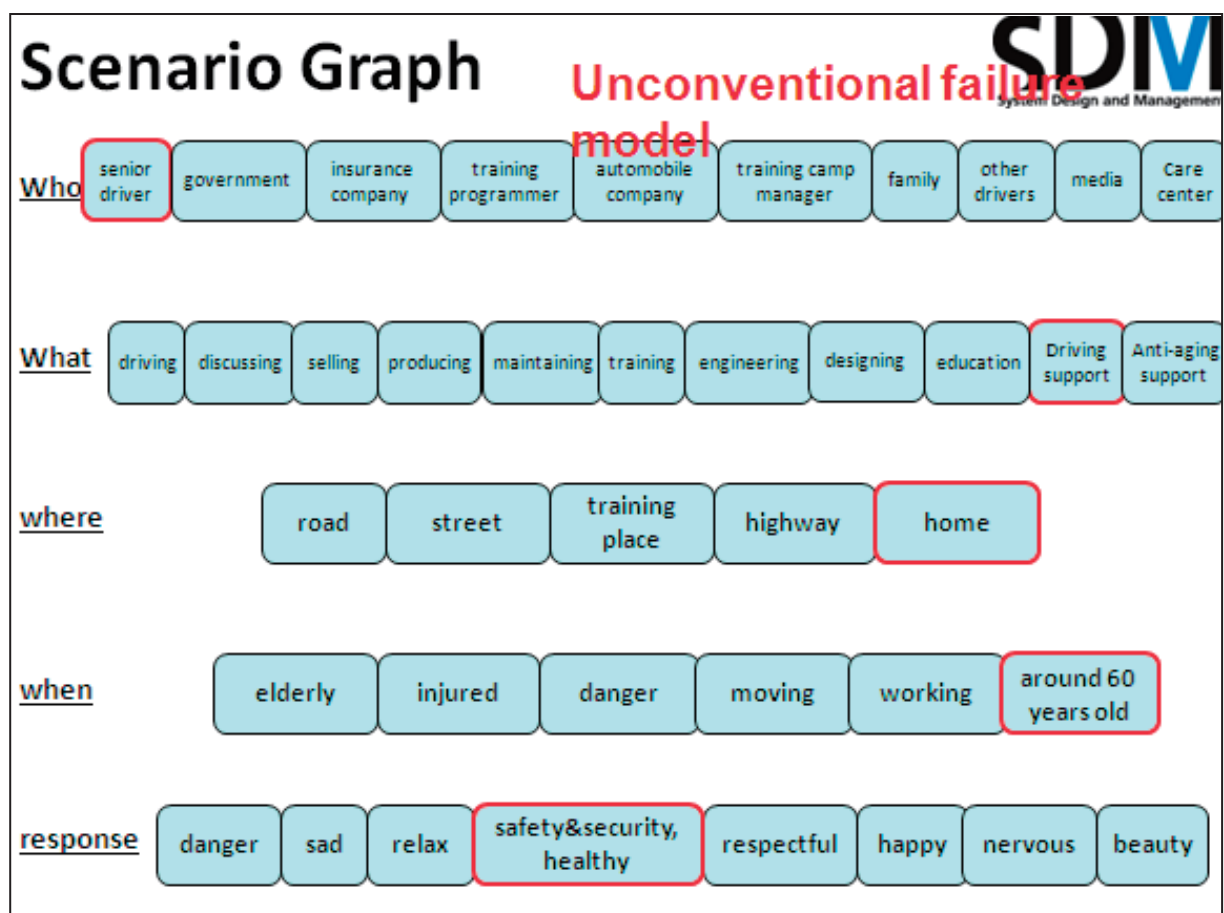 Scenario Graph
SDM
System Design and Management
Unconventional failure
model
Who
senior
driver
government
insurance
company
training
programmer
automobile
company
training camp
manager
family
other
drivers
media
Care
center
What
driving
discussing
selling
producing
maintaining
training
engineering
designing
education
Driving
support
Anti-aging
support
where
road
street
training
place
highway
home
when
elderly
injured
danger
moving
working
around 60
years old
response
danger
sad
relax
safety&security,
healthy
respectful
happy
nervous
beauty